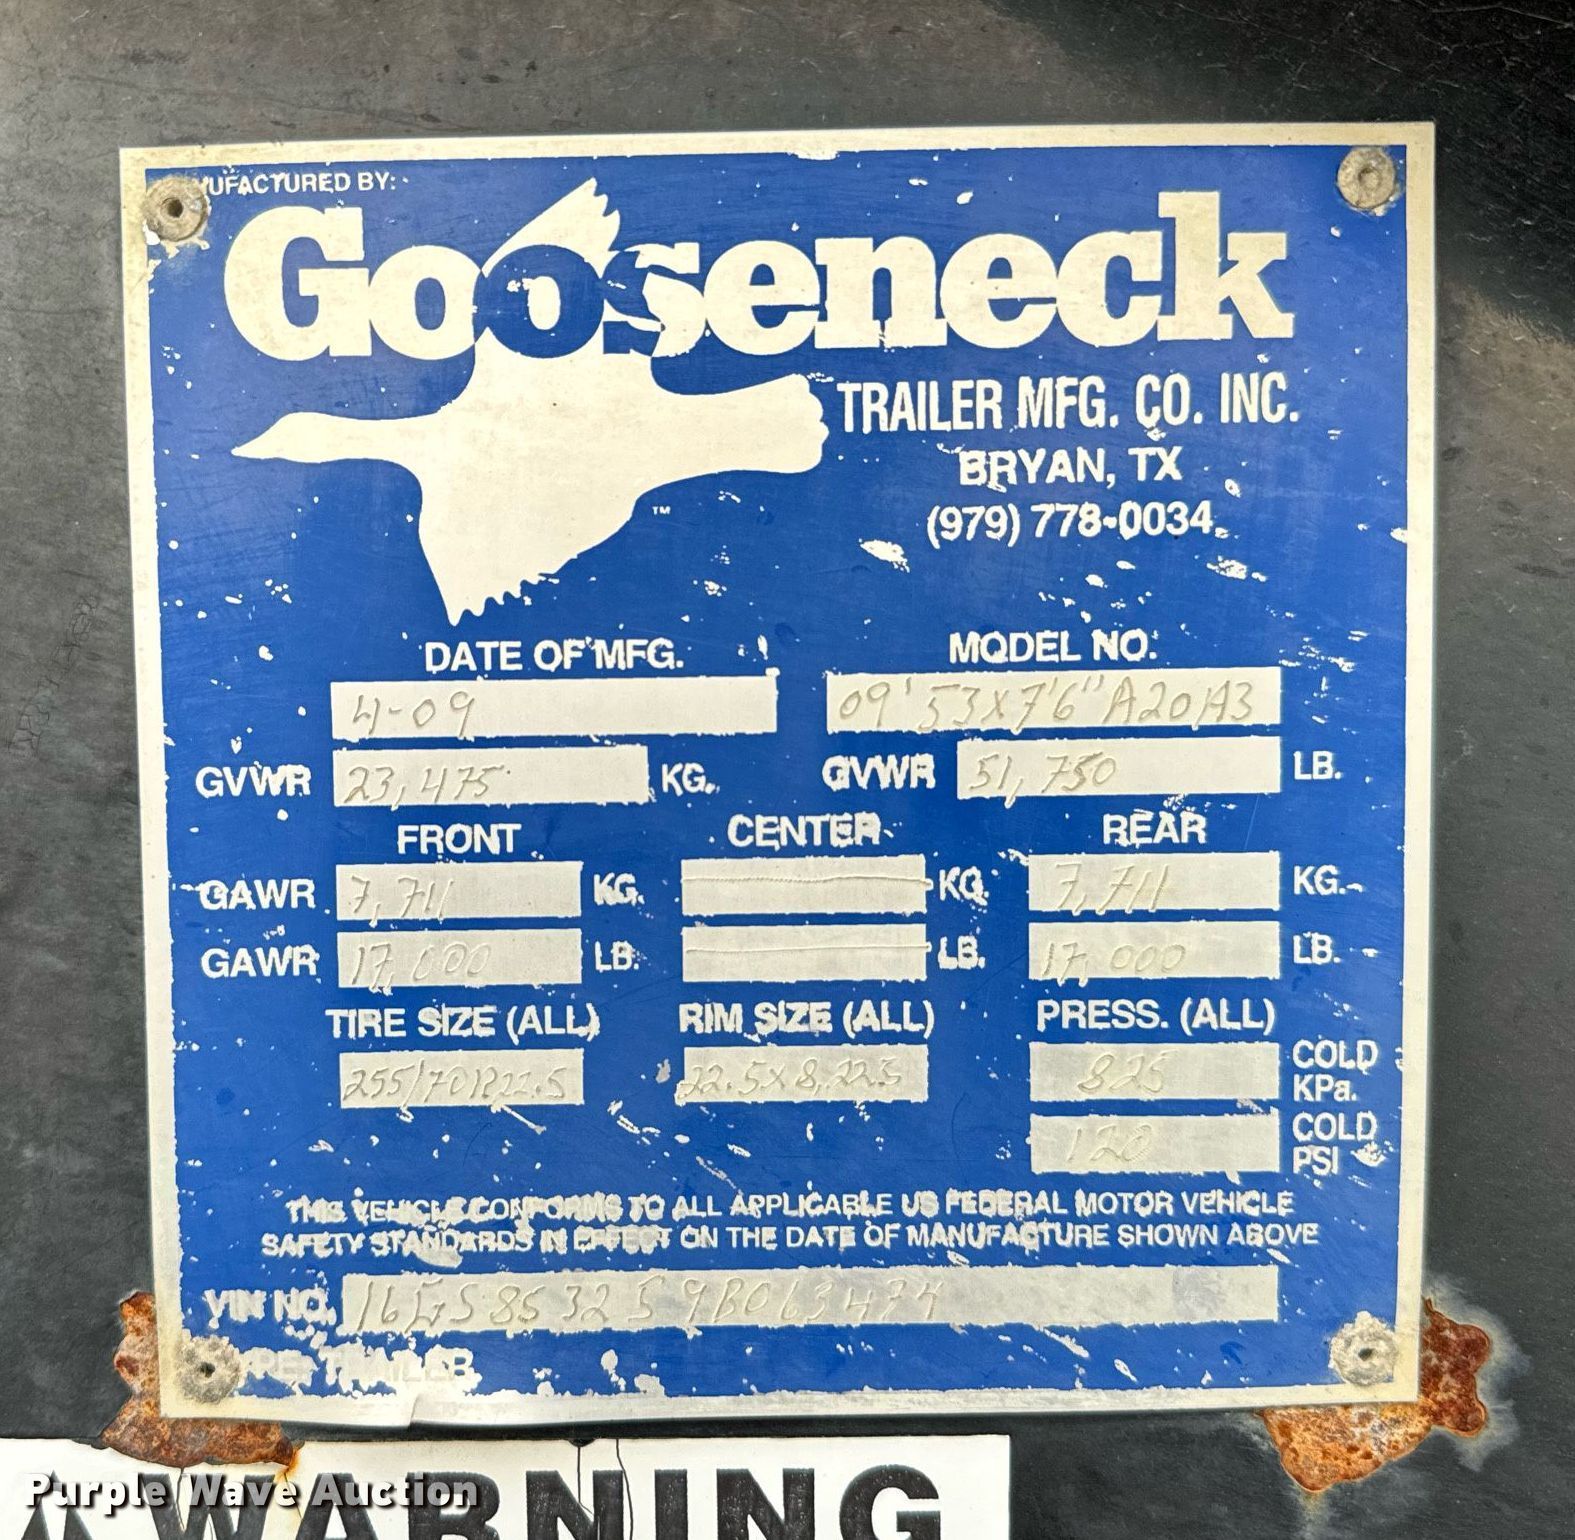 UFACTURED BY:
Gooseneck
TRAILER MFG. CO. INC.
BRYAN, TX
™
(979) 778-0034
DATE OF MFG. MODEL NO.
4-09 09' 53X7'6" A20A3
GVWR 23,475 KG. GVWR 51,750 LB.
FRONT CENTER REAR
GAWR 7,711 KG. KG. 7,711 KG.
GAWR 17,000 LB. LB. 17,000 LB.
TIRE SIZE (ALL) RIM SIZE (ALL) PRESS. (ALL)
255/70R22.5 22.5X8.225 825 COLD KPa.
120 COLD PSI
THIS VEHICLE CONFORMS TO ALL APPLICABLE US FEDERAL MOTOR VEHICLE
SAFETY STANDARDS IN EFFECT ON THE DATE OF MANUFACTURE SHOWN ABOVE
VIN NO. 16GS853259B063474
TRAILER
WARNING
Purple Wave Auction